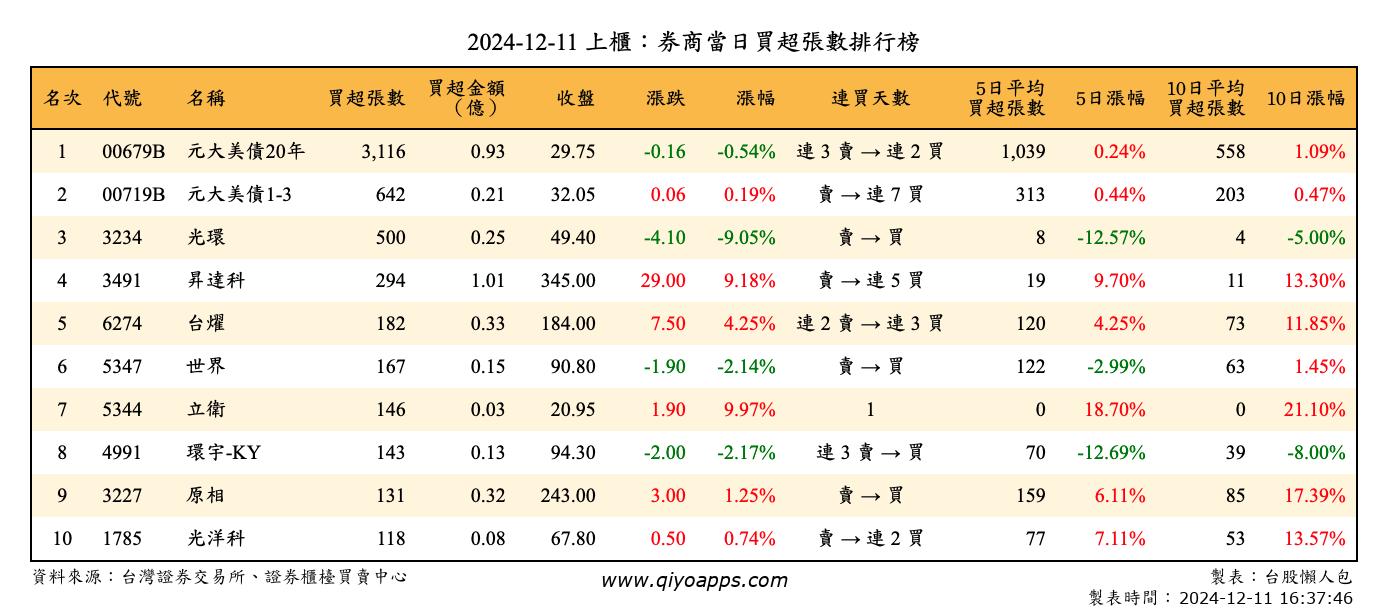 2024-12-11 上櫃：券商當日買超張數排行榜
名次 代號 名稱 買超張數 買超金額（億） 收盤 漲跌 漲幅 連買天數 5日平均買超張數 5日漲幅 10日平均買超張數 10日漲幅
1 00679B 元大美債20年 3,116 0.93 29.75 -0.16 -0.54% 連 3 賣 → 連 2 買 1,039 0.24% 558 1.09%
2 00719B 元大美債1-3 642 0.21 32.05 0.06 0.19% 賣 → 連 7 買 313 0.44% 203 0.47%
3 3234 光環 500 0.25 49.40 -4.10 -9.05% 賣 → 買 8 -12.57% 4 -5.00%
4 3491 昇達科 294 1.01 345.00 29.00 9.18% 賣 → 連 5 買 19 9.70% 11 13.30%
5 6274 台燿 182 0.33 184.00 7.50 4.25% 連 2 賣 → 連 3 買 120 4.25% 73 11.85%
6 5347 世界 167 0.15 90.80 -1.90 -2.14% 賣 → 買 122 -2.99% 63 1.45%
7 5344 立衛 146 0.03 20.95 1.90 9.97% 1 0 18.70% 0 21.10%
8 4991 環宇-KY 143 0.13 94.30 -2.00 -2.17% 連 3 賣 → 買 70 -12.69% 39 -8.00%
9 3227 原相 131 0.32 243.00 3.00 1.25% 賣 → 買 159 6.11% 85 17.39%
10 1785 光洋科 118 0.08 67.80 0.50 0.74% 賣 → 連 2 買 77 7.11% 53 13.57%
資料來源：台灣證券交易所、證券櫃檯買賣中心 www.qiyoapps.com 製表：台股懶人包
製表時間：2024-12-11 16:37:46